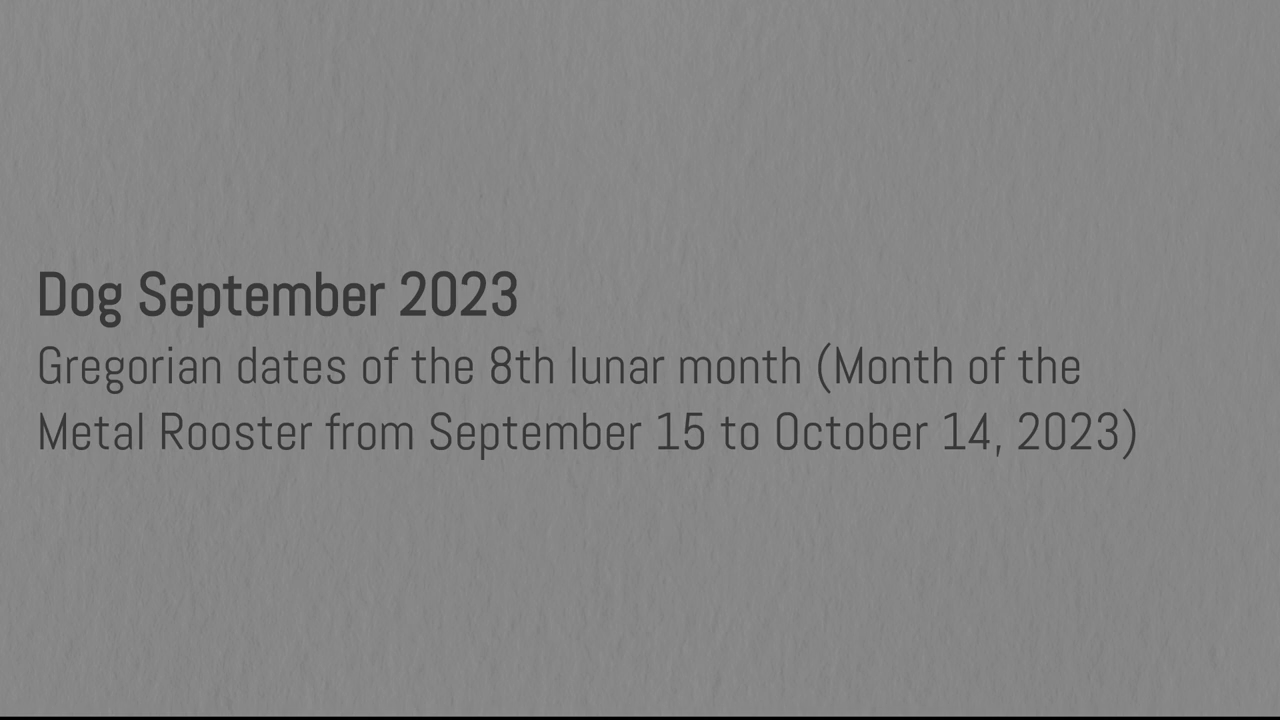 Dog September 2023
Gregorian dates of the 8th lunar month (Month of the
Metal Rooster from September 15 to October 14, 2023)